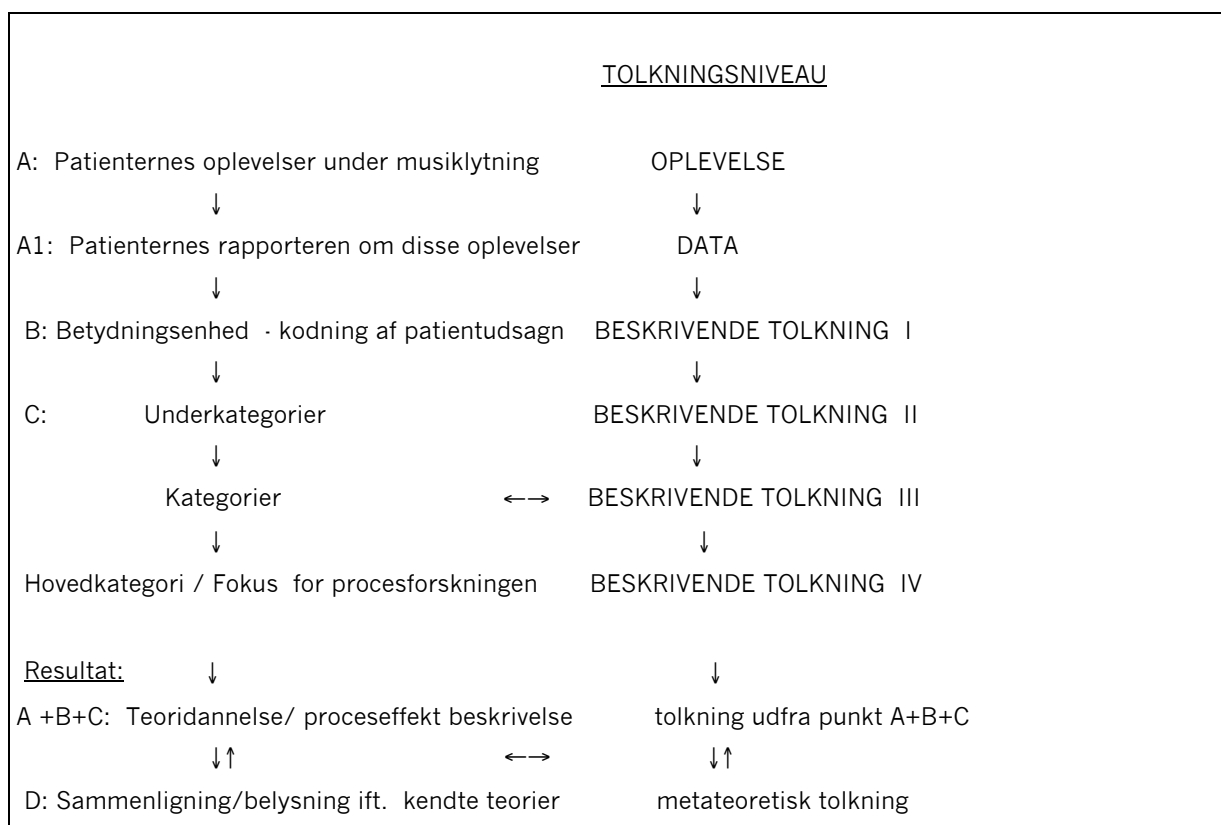 TOLKNINGSNIVEAU
A: Patienternes oplevelser under musiklytning OPLEVELSE
↓ ↓
A1: Patienternes rapporteren om disse oplevelser DATA
↓ ↓
B: Betydningsenhed - kodning af patientudsagn BESKRIVENDE TOLKNING I
↓ ↓
C: Underkategorier BESKRIVENDE TOLKNING II
↓ ↓
Kategorier ←→ BESKRIVENDE TOLKNING III
↓ ↓
Hovedkategori / Fokus for procesforskningen BESKRIVENDE TOLKNING IV
Resultat: ↓ ↓
A +B+C: Teoridannelse/ proceseffekt beskrivelse tolkning udfra punkt A+B+C
↓↑ ←→ ↓↑
D: Sammenligning/belysning ift. kendte teorier metateoretisk tolkning